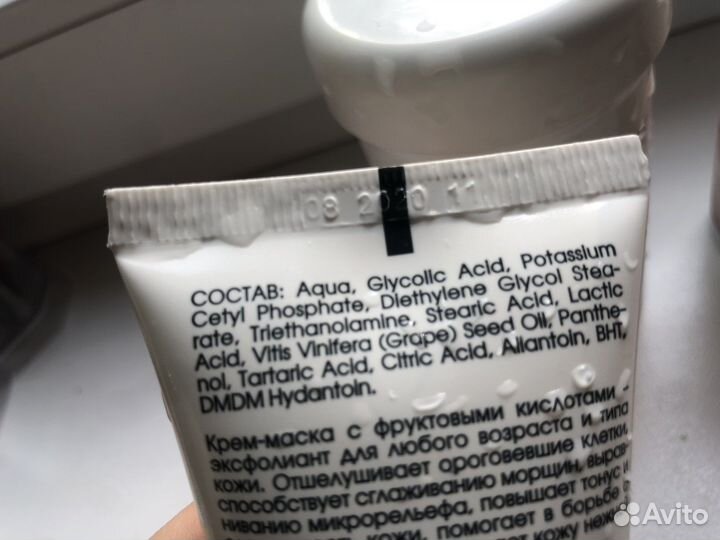 08 2020 11
СОСТАВ: Aqua, Glycolic Acid, Potassium
Cetyl Phosphate, Diethylene Glycol Stea-
rate, Triethanolamine, Stearic Acid, Lactic
Acid, Vitis Vinifera (Grape) Seed Oil, Panthe-
nol, Tartaric Acid, Citric Acid, Allantoin, BHT,
DMDM Hydantoin.
Крем-маска с фруктовыми кислотами -
эксфолиант для любого возраста и типа
кожи. Отшелушивает ороговевшие клетки,
способствует сглаживанию морщин, вырав-
ниванию микрорельефа, повышает тонус и
кожи, помогает в борьбе с
кожу
Avito